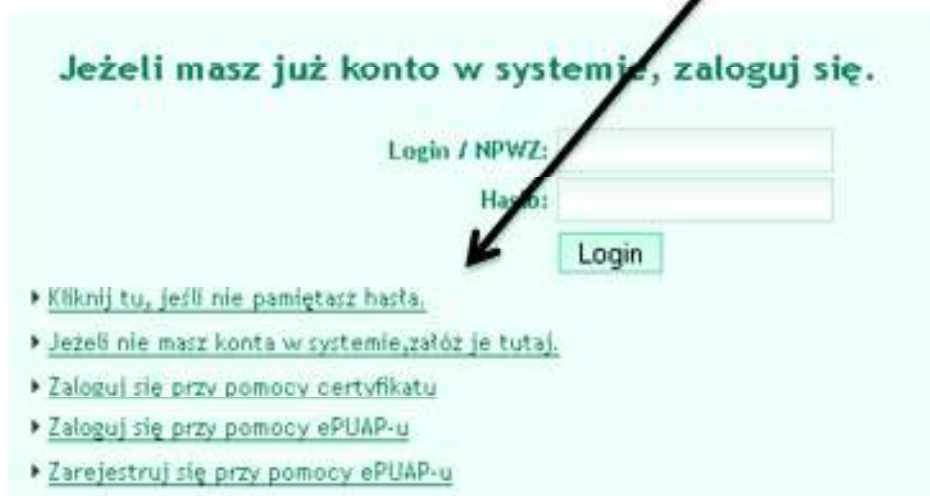 Jeżeli masz już konto w systemie, zaloguj się.
Login / NPWZ:
Hasło:
Login
Kliknij tu, jeśli nie pamiętasz hasła.
Jeżeli nie masz konta w systemie,załóż je tutaj.
Zaloguj się przy pomocy certyfikatu
Zaloguj się przy pomocy ePUAP-u
Zarejestruj się przy pomocy ePUAP-u